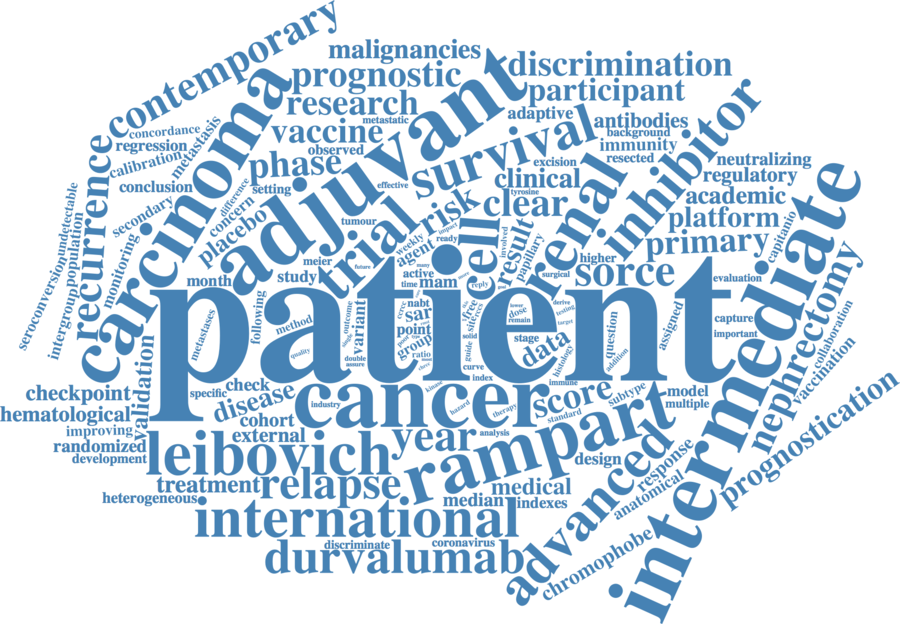 contemporary
malignancies
prognostic
discrimination
participant
research
metastatic
adaptive
antibodies
concordance
metastasis
vaccine
background
regression
observed
immunity
resected
calibration
phase
survival
excision
neutralizing
carcinoma
adjuvant
inhibitor
conclusion
setting
effective
clinical
regulatory
recurrence
difference
tyrosine
academic
undetectable
secondary
concern
risk
clear
renal
platform
population
placebo
tumour
trial
impact
cell
involved
primary
capitanio
monitoring
weekly
ready
result
papillary
seroconversion
intergroup
meier
agent
many
higher
month
study
future
active
time
mam
reply
surgical
sorce
evaluation
intermediate
patient
metastases
following
method
quality
outcome
single
variant
double
nabt
sar
point
group
ratio
free
site
solid
guide
curve
lower
dose
remain
stage
data
derive
testing
target
histology
question
addition
assigned
capture
important
nephrectomy
collaboration
vaccination
validation
checkpoint
hematological
specific
check
disease
index
immune
kinase
cancer
score
subtype
model
multiple
improving
cohort
industry
hazard
therapy
standard
randomized
external
year
analysis
rampart
development
leibovich
design
response
prognostication
treatment
relapse
medical
advanced
anatomical
heterogeneous
median
indexes
international
chromophobe
discriminate
coronavirus
durvalumab